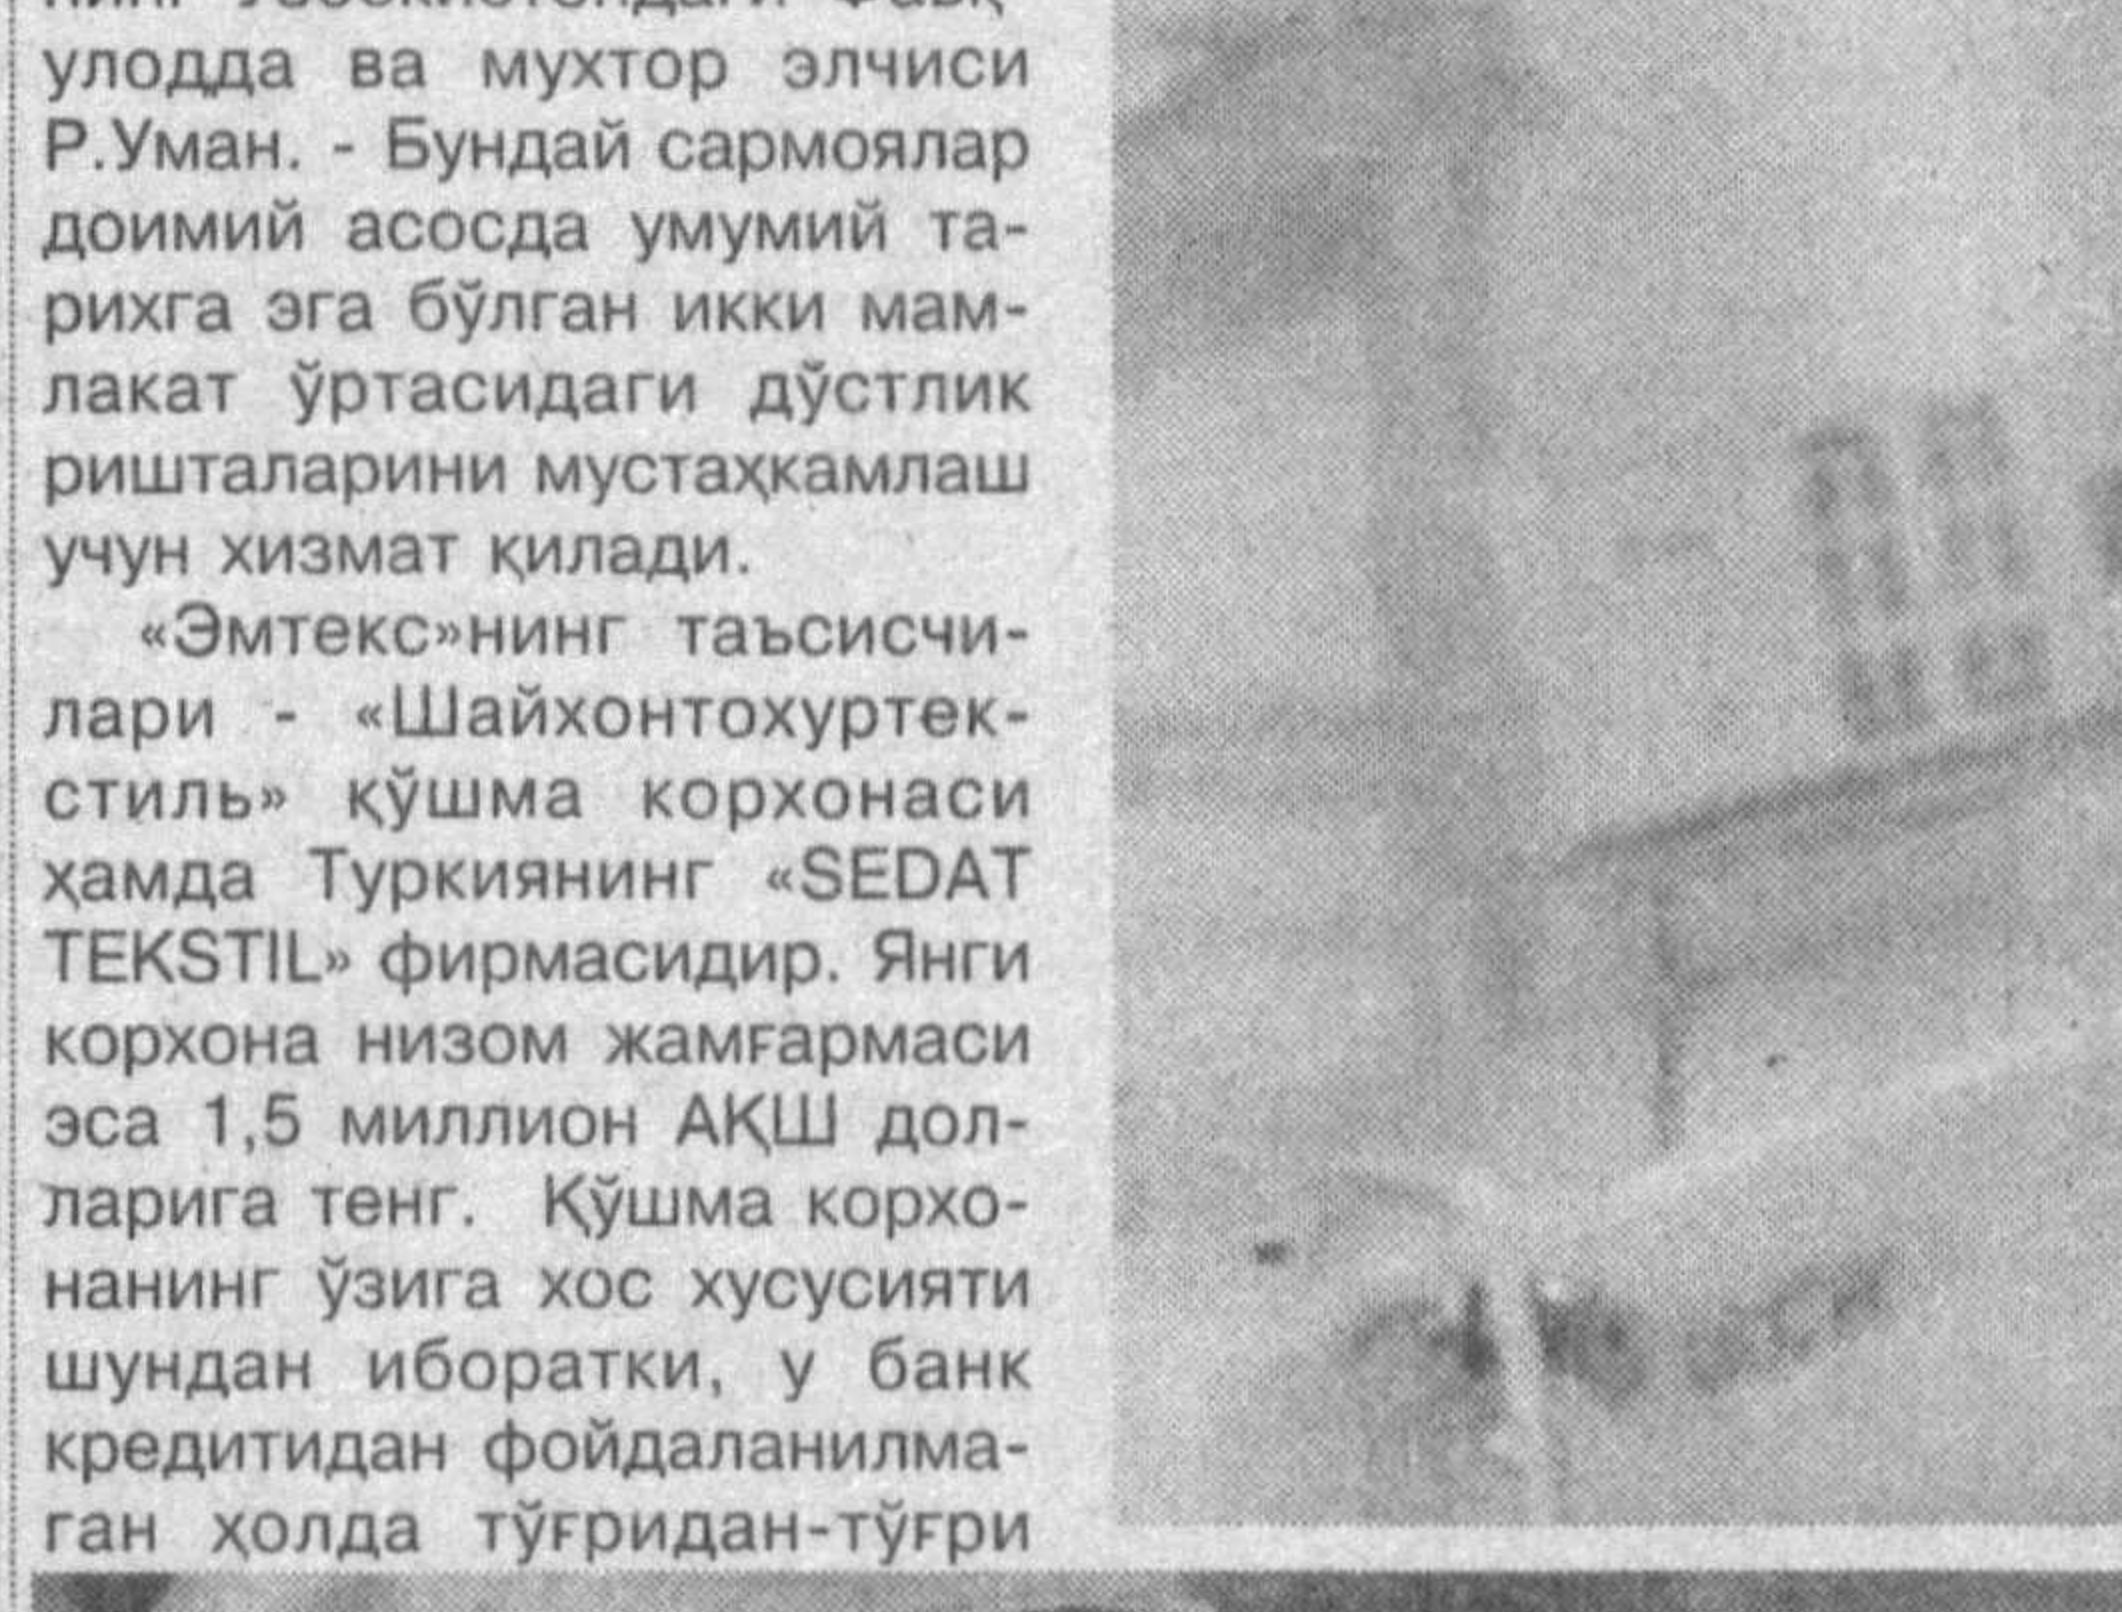 улодда ва мухтор элчиси
Р.Уман. - Бундай сармоялар
доимий асосда умумий та-
рихга эга бўлган икки мам-
лакат ўртасидаги дўстлик
ришталарини мустаҳкамлаш
учун хизмат қилади.
«Эмтекс»нинг таъсисчи-
лари - «Шайхонтохуртек-
стиль» қўшма корхонаси
ҳамда Туркиянинг «SEDAT
TEKSTIL» фирмасидир. Янги
корхона низом жамғармаси
эса 1,5 миллион АҚШ дол-
ларига тенг. Қўшма корхо-
нанинг ўзига хос хусусияти
шундан иборатки, у банк
кредитидан фойдаланилма-
ган ҳолда тўғридан-тўғри